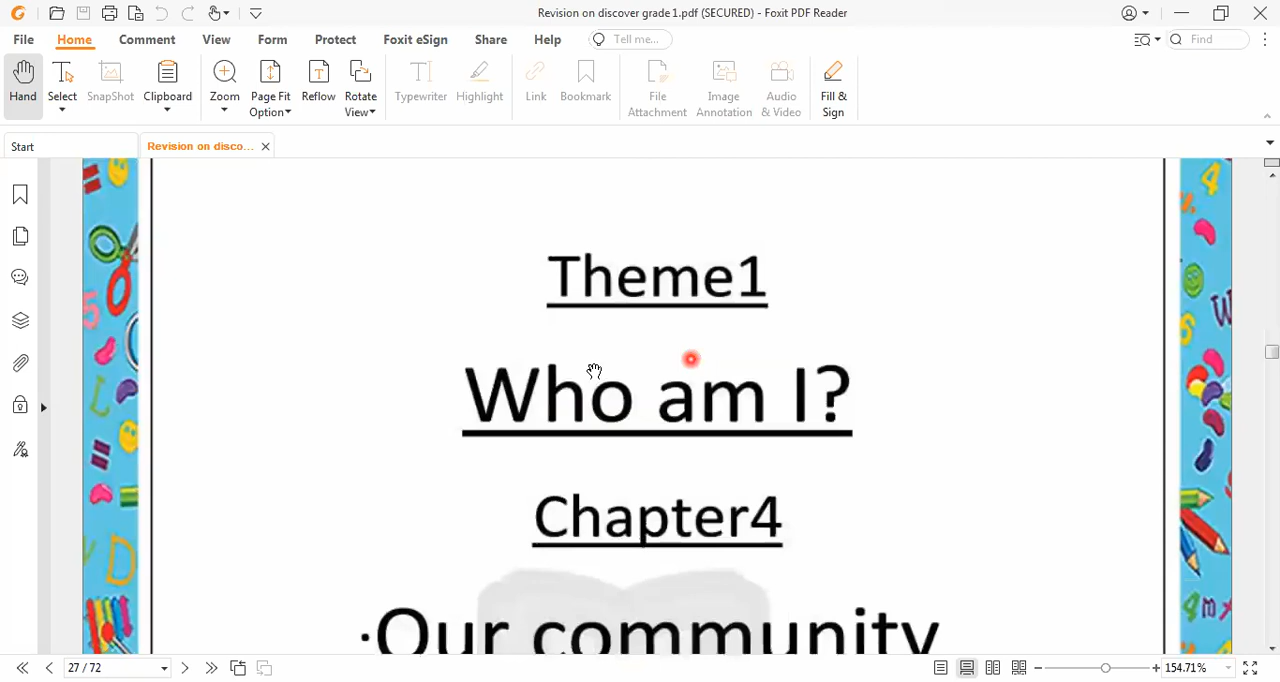 Revision on discover grade 1.pdf (SECURED) - Foxit PDF Reader
File Home Comment View Form Protect Foxit eSign Share Help Tell me... Find
Hand Select SnapShot Clipboard Zoom Page Fit Option Reflow Rotate View Typewriter Highlight Link Bookmark File Attachment Image Annotation Audio & Video Fill & Sign
Start Revision on disco...
Theme1
Who am I?
Chapter4
·Our community
27 / 72 154.71%